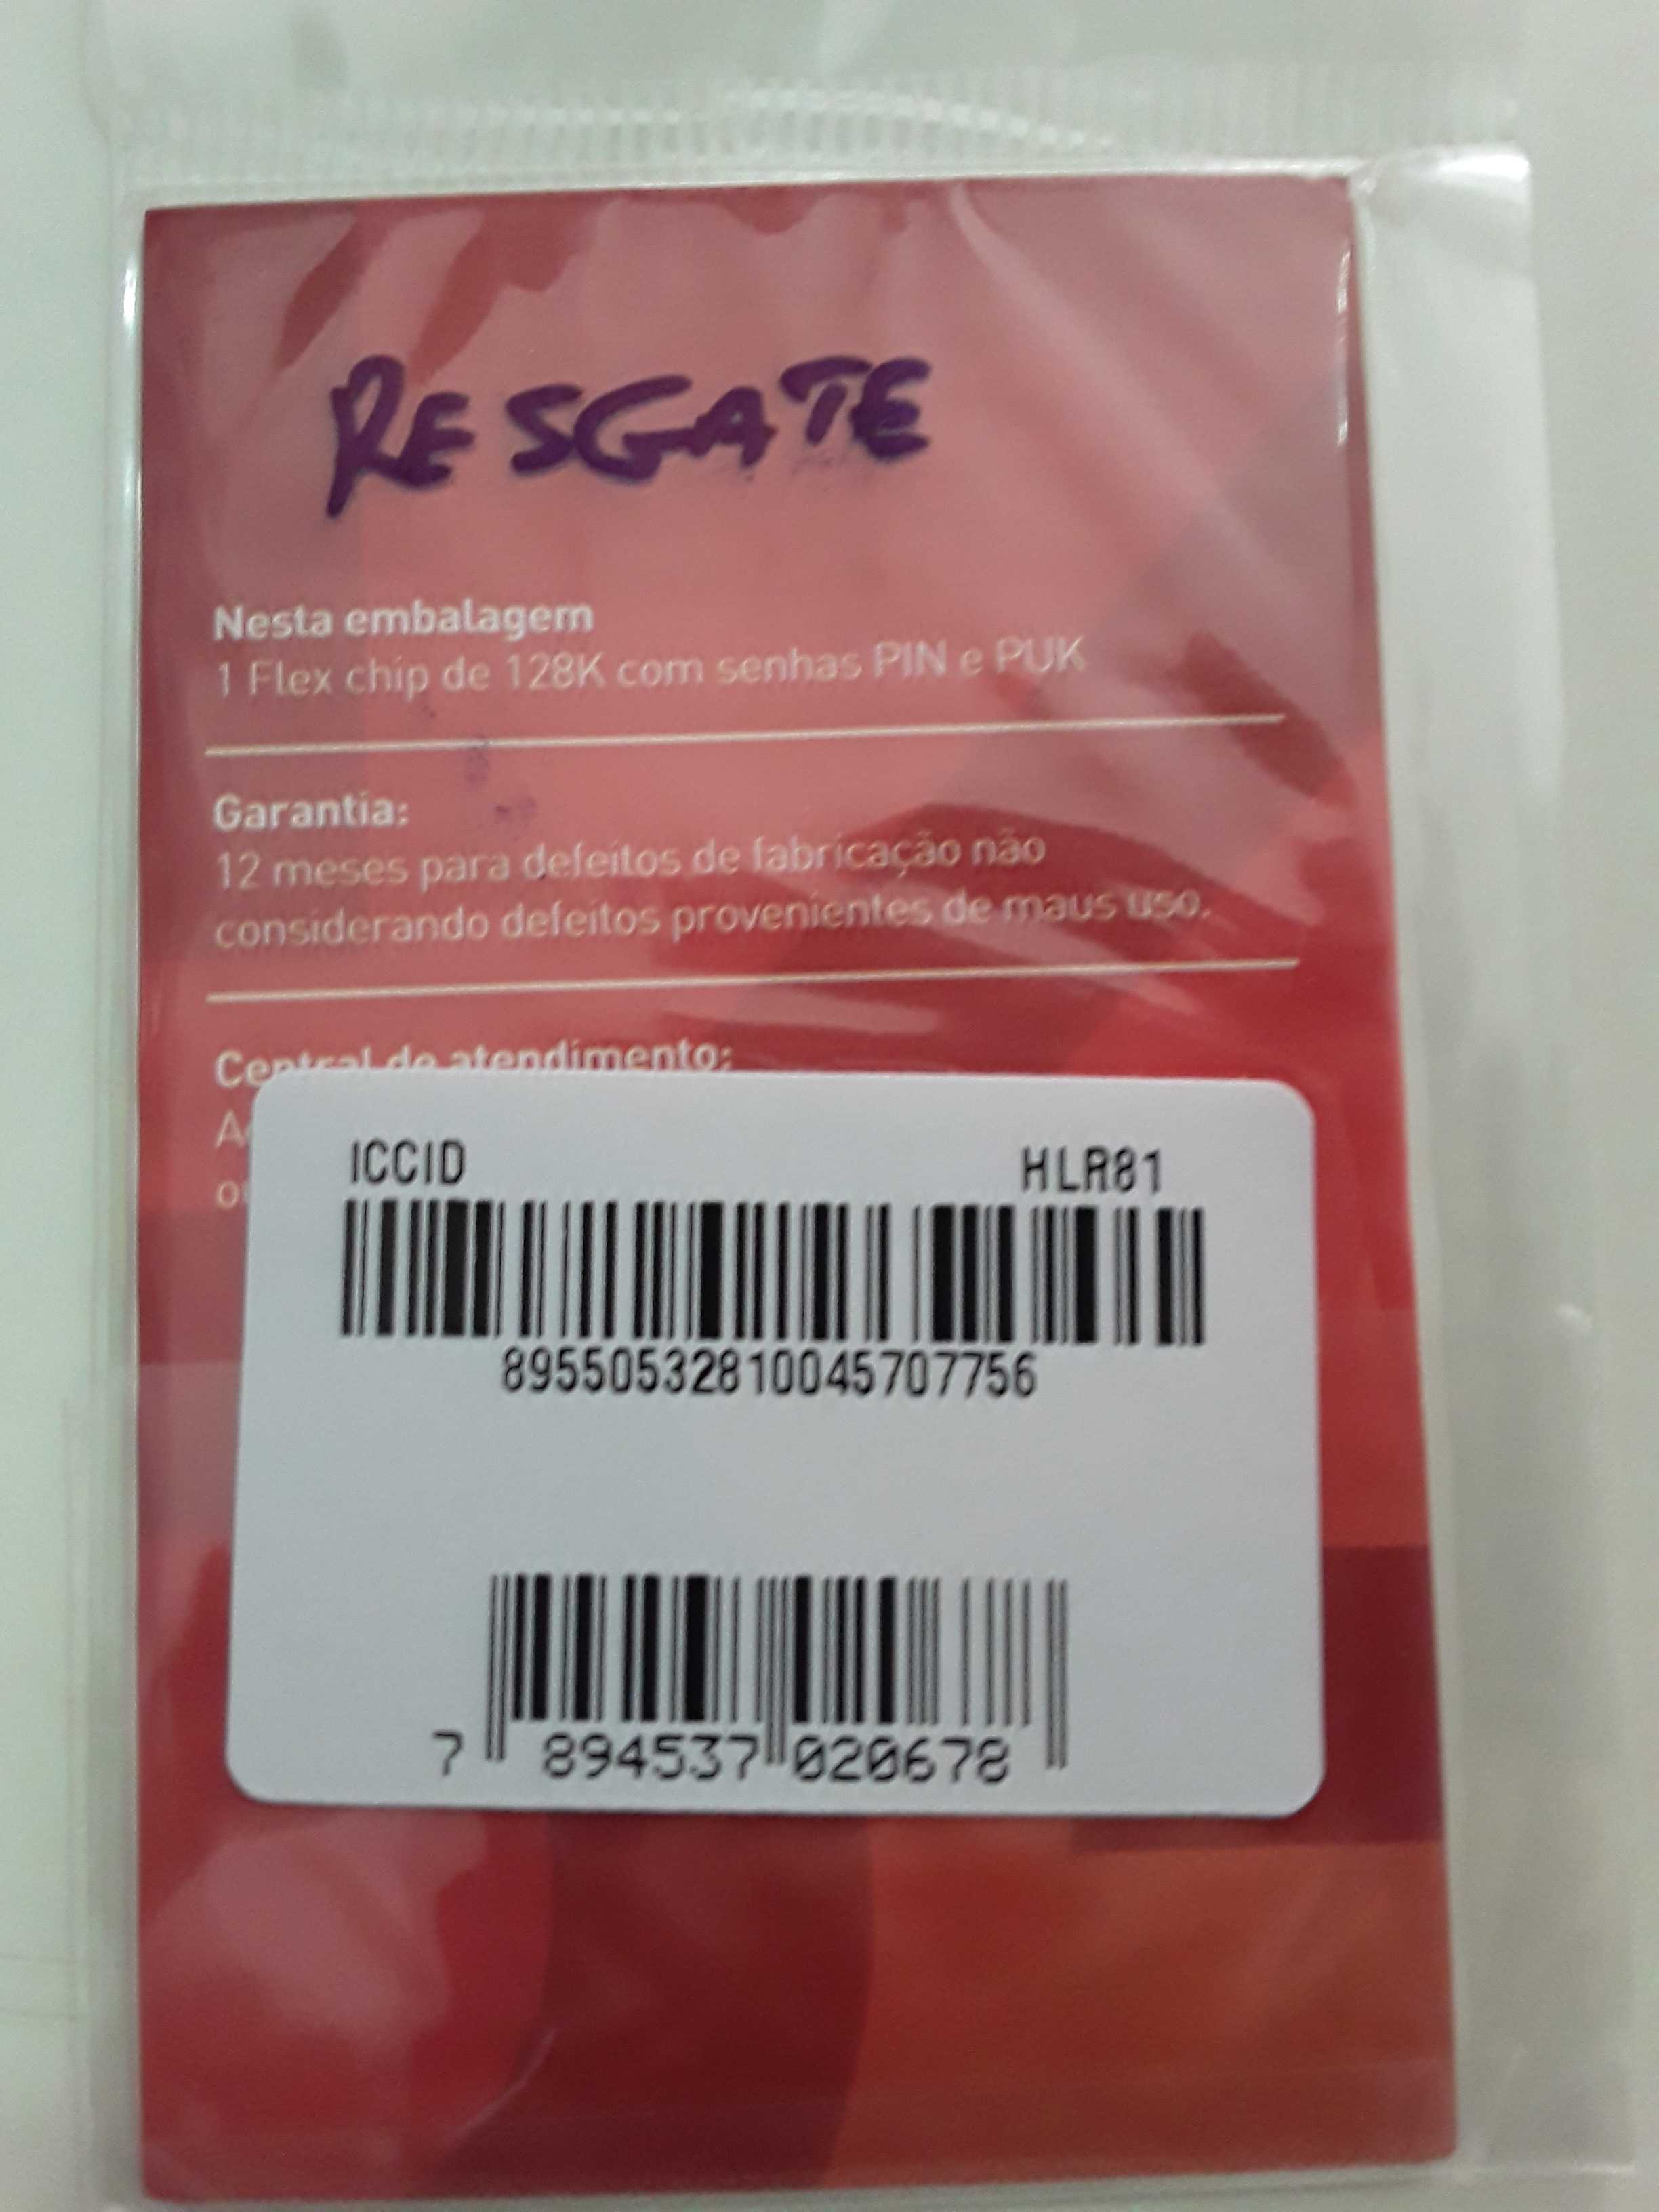 RESGATE
Nesta embalagem
1 Flex chip de 128K com senhas PIN e PUK
Garantia:
12 meses para defeitos de fabricação não
considerando defeitos provenientes de maus uso.
Central de atendimento:
ICCID HLR81
89550532810045707756
7 894537 020678